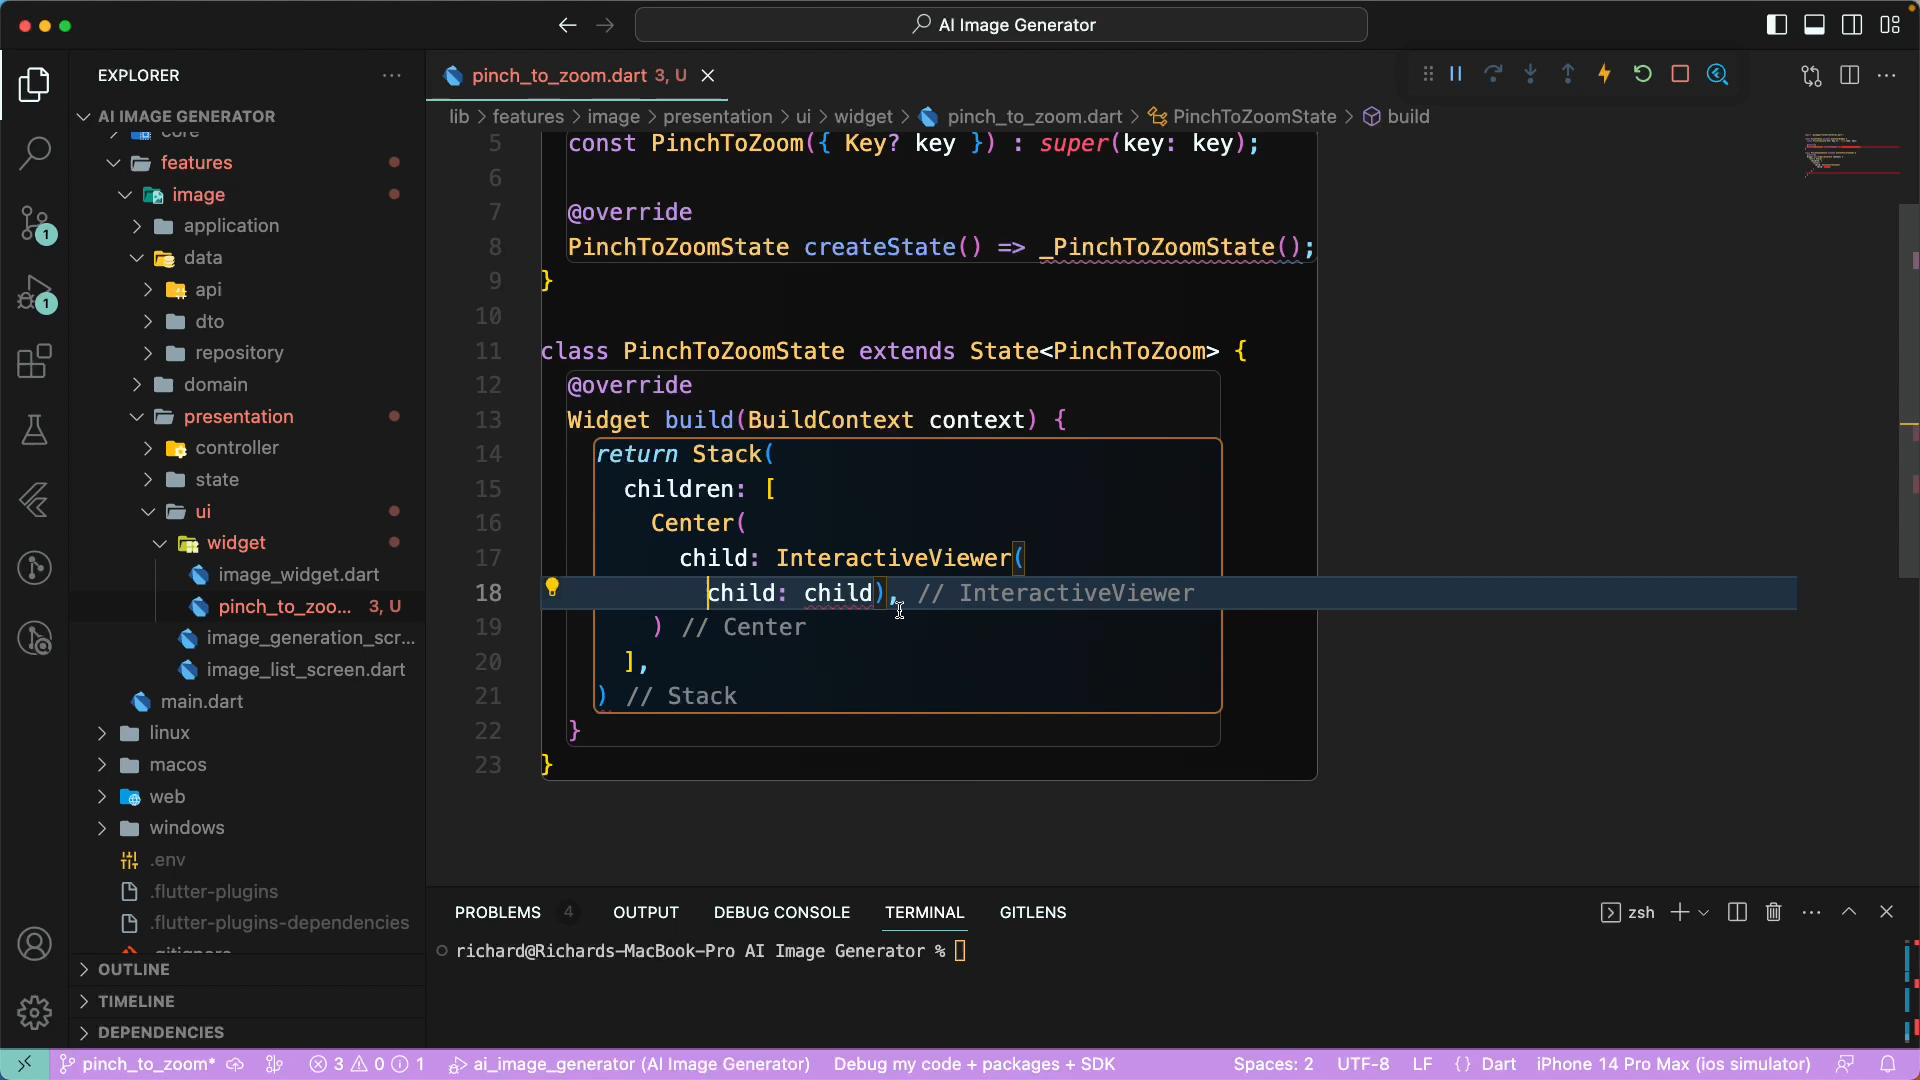 AI Image Generator
EXPLORER
pinch_to_zoom.dart 3, U
AI IMAGE GENERATOR
lib > features > image > presentation > ui > widget > pinch_to_zoom.dart > PinchToZoomState > build
core
features
image
application
data
api
dto
repository
domain
presentation
controller
state
ui
widget
image_widget.dart
pinch_to_zoo... 3, U
image_generation_scr...
image_list_screen.dart
main.dart
linux
macos
web
windows
.env
.flutter-plugins
.flutter-plugins-dependencies
.gitignore
OUTLINE
TIMELINE
DEPENDENCIES
1
1
5 const PinchToZoom({ Key? key }) : super(key: key);
6
7 @override
8 PinchToZoomState createState() => _PinchToZoomState();
9 }
10
11 class PinchToZoomState extends State<PinchToZoom> {
12 @override
13 Widget build(BuildContext context) {
14 return Stack(
15 children: [
16 Center(
17 child: InteractiveViewer(
18 child: child), // InteractiveViewer
19 ) // Center
20 ],
21 ) // Stack
22 }
23 }
PROBLEMS 4 OUTPUT DEBUG CONSOLE TERMINAL GITLENS zsh
richard@Richards-MacBook-Pro AI Image Generator %
pinch_to_zoom* 3 0 1 ai_image_generator (AI Image Generator) Debug my code + packages + SDK Spaces: 2 UTF-8 LF {} Dart iPhone 14 Pro Max (ios simulator)